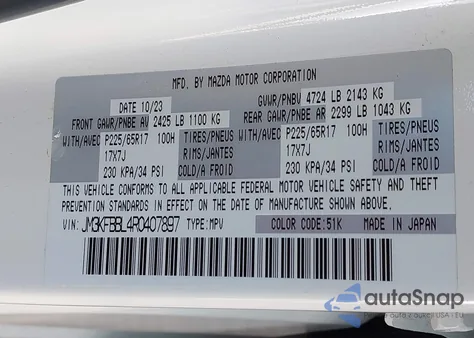 MFD. BY MAZDA MOTOR CORPORATION
DATE 10/23 GVWR/PNBV 4724 LB 2143 KG
FRONT GAWR/PNBE AV 2425 LB 1100 KG REAR GAWR/PNBE AR 2299 LB 1043 KG
WITH/AVEC P225/65R17 100H TIRES/PNEUS WITH/AVEC P225/65R17 100H TIRES/PNEUS
17X7J RIMS/JANTES 17X7J RIMS/JANTES
230 KPA/34 PSI COLD/A FROID 230 KPA/34 PSI COLD/A FROID
THIS VEHICLE CONFORMS TO ALL APPLICABLE FEDERAL MOTOR VEHICLE SAFETY AND THEFT
PREVENTION STANDARDS IN EFFECT ON THE DATE OF MANUFACTURE SHOWN ABOVE.
VIN: JM3KFBBL4R0407897 TYPE: MPV COLOR CODE: 51K MADE IN JAPAN
autoSnap